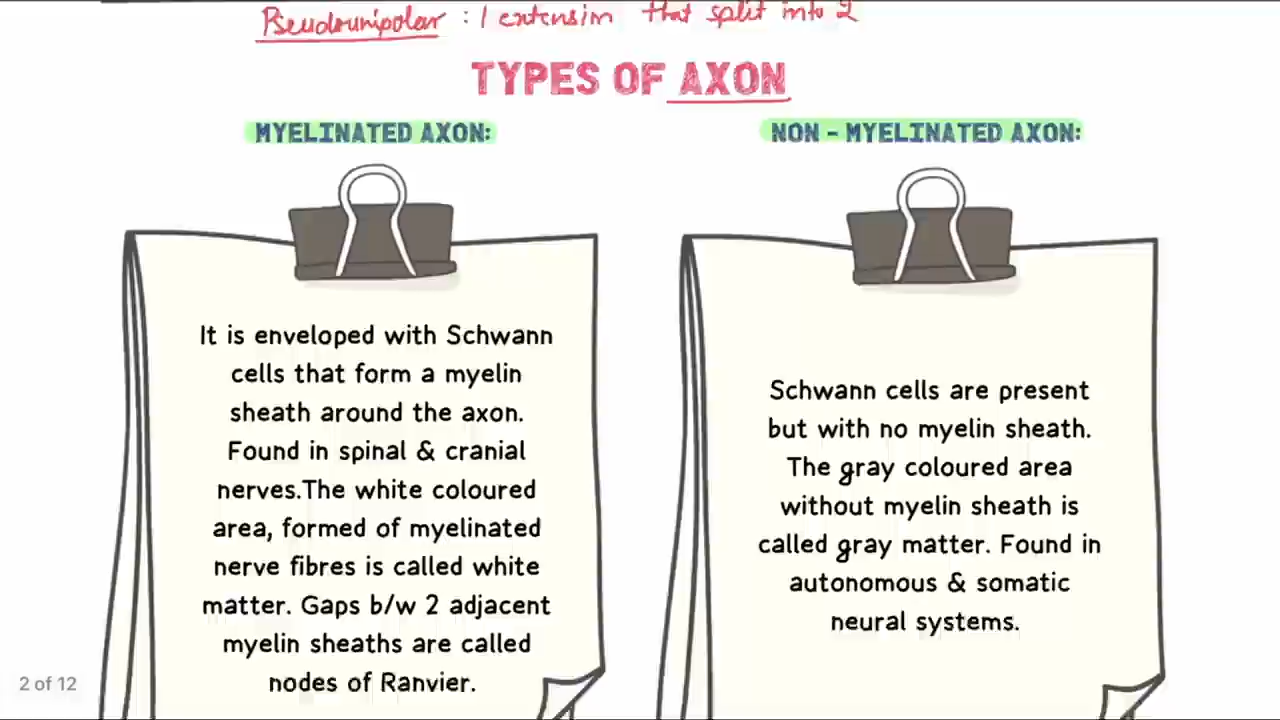 Pseudounipolar : 1 extension that split into 2
TYPES OF AXON
MYELINATED AXON:
It is enveloped with Schwann
cells that form a myelin
sheath around the axon.
Found in spinal & cranial
nerves.The white coloured
area, formed of myelinated
nerve fibres is called white
matter. Gaps b/w 2 adjacent
myelin sheaths are called
nodes of Ranvier.
NON - MYELINATED AXON:
Schwann cells are present
but with no myelin sheath.
The gray coloured area
without myelin sheath is
called gray matter. Found in
autonomous & somatic
neural systems.
2 of 12